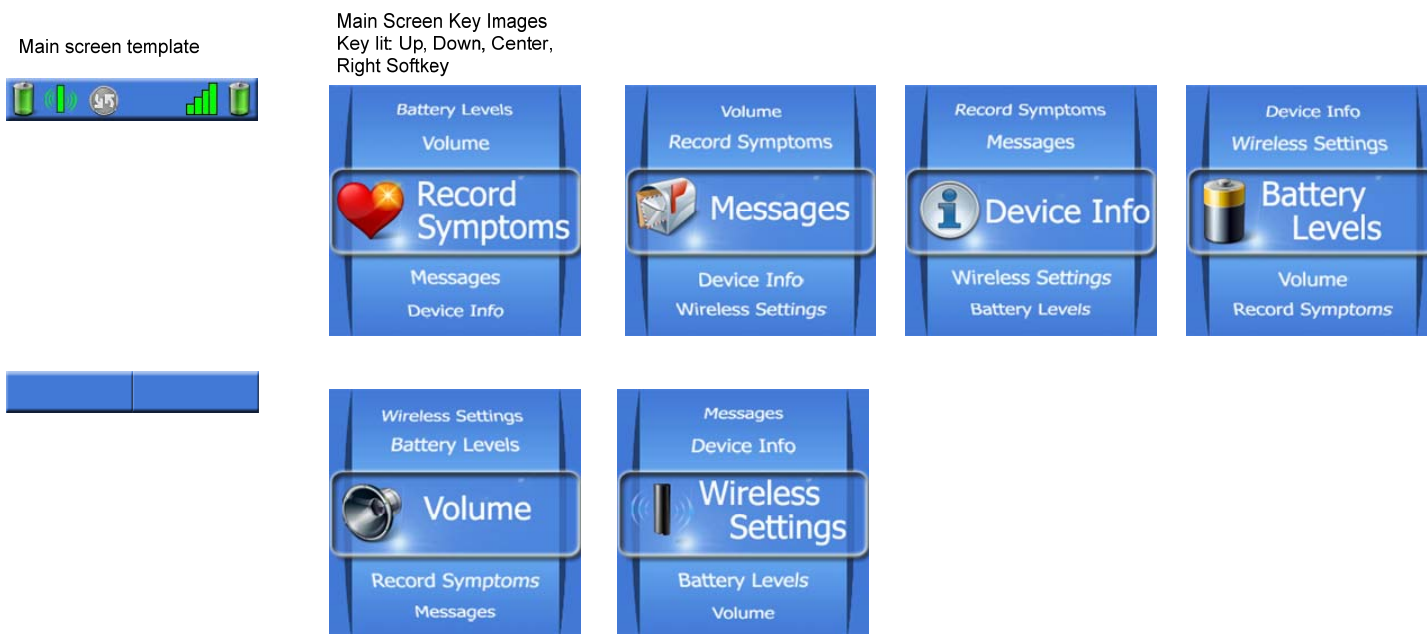 Main screen template
Main Screen Key Images
Key lit: Up, Down, Center,
Right Softkey
Battery Levels
Volume
Record
Symptoms
Messages
Device Info
Volume
Record Symptoms
Messages
Device Info
Wireless Settings
Record Symptoms
Messages
Device Info
Wireless Settings
Battery Levels
Device Info
Wireless Settings
Battery
Levels
Volume
Record Symptoms
Wireless Settings
Battery Levels
Volume
Record Symptoms
Messages
Messages
Device Info
Wireless
Settings
Battery Levels
Volume